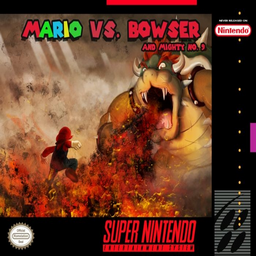 MARIO VS. BOWSER
AND MIGHTY NO. 9
Nintendo
SUPER NINTENDO
ENTERTAINMENT SYSTEM